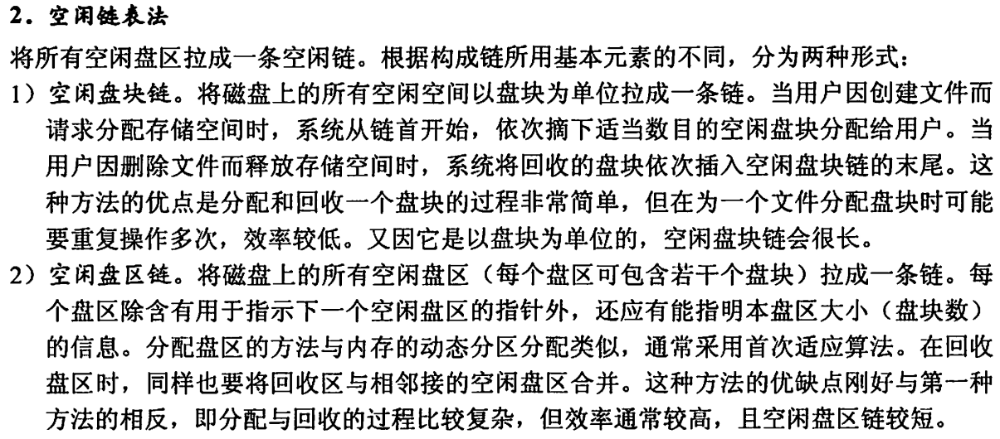 2．空闲链表法
将所有空闲盘区拉成一条空闲链。根据构成链所用基本元素的不同，分为两种形式：
1）空闲盘块链。将磁盘上的所有空闲空间以盘块为单位拉成一条链。当用户因创建文件而
请求分配存储空间时，系统从链首开始，依次摘下适当数目的空闲盘块分配给用户。当
用户因删除文件而释放存储空间时，系统将回收的盘块依次插入空闲盘块链的末尾。这
种方法的优点是分配和回收一个盘块的过程非常简单，但在为一个文件分配盘块时可能
要重复操作多次，效率较低。又因它是以盘块为单位的，空闲盘块链会很长。
2）空闲盘区链。将磁盘上的所有空闲盘区（每个盘区可包含若干个盘块）拉成一条链。每
个盘区除含有用于指示下一个空闲盘区的指针外，还应有能指明本盘区大小（盘块数）
的信息。分配盘区的方法与内存的动态分区分配类似，通常采用首次适应算法。在回收
盘区时，同样也要将回收区与相邻接的空闲盘区合并。这种方法的优缺点刚好与第一种
方法的相反，即分配与回收的过程比较复杂，但效率通常较高，且空闲盘区链较短。